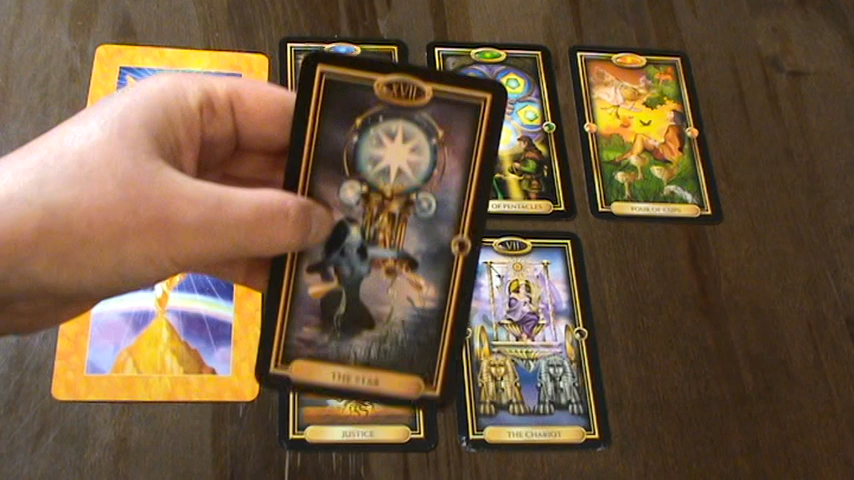 XVII
OF PENTACLES
FOUR OF CUPS
VII
THE STAR
JUSTICE
THE CHARIOT